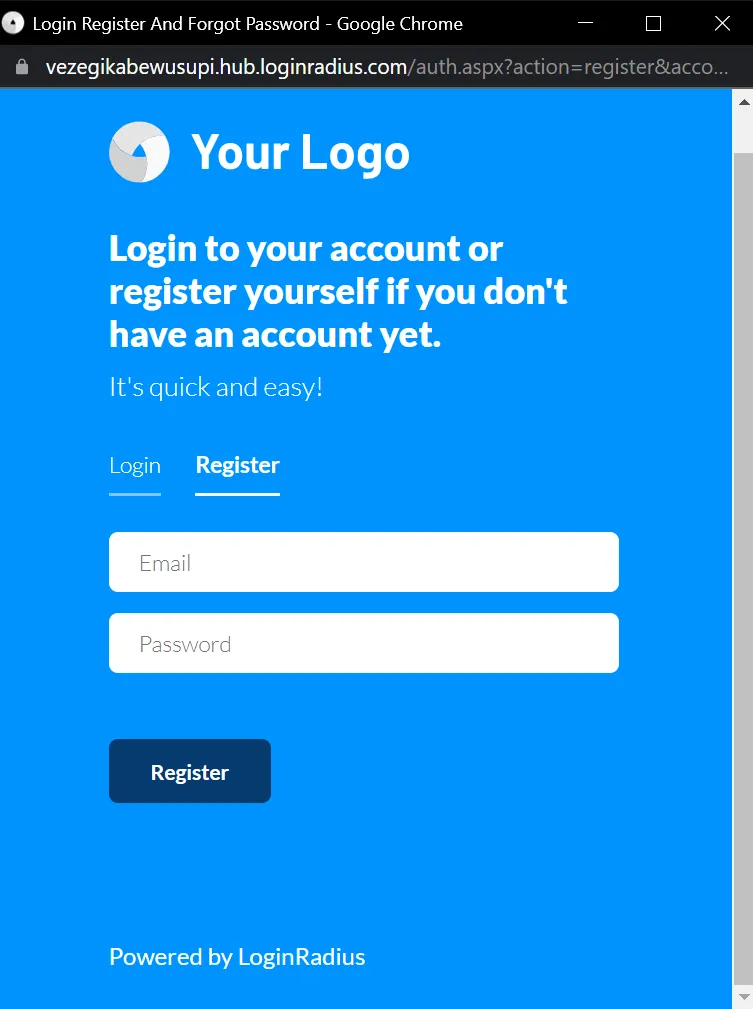 Login Register And Forgot Password - Google Chrome
vezegikabewusupi.hub.loginradius.com/auth.aspx?action=register&acco...
Your Logo
Login to your account or
register yourself if you don't
have an account yet.
It's quick and easy!
Login Register
Email
Password
Register
Powered by LoginRadius